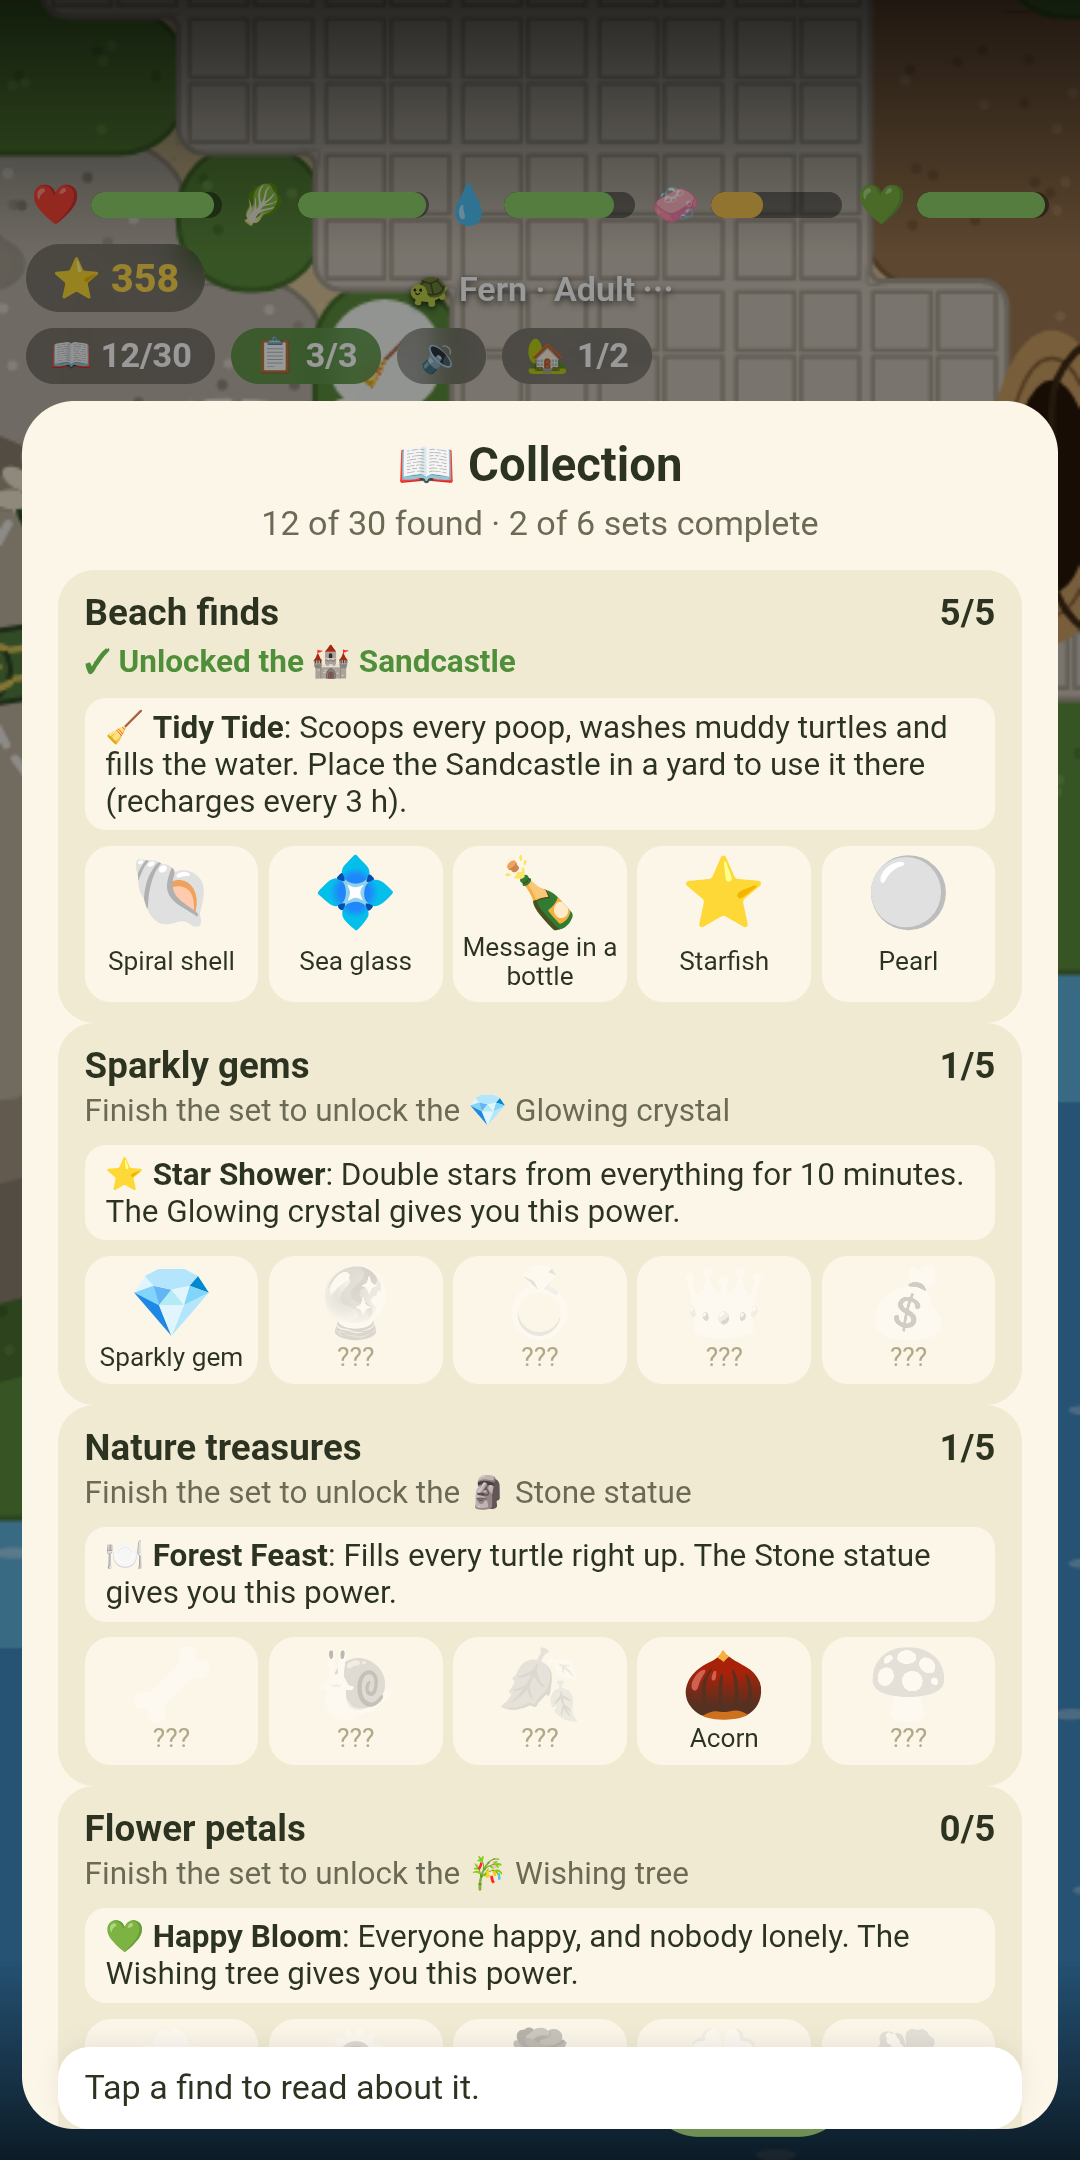 358
Fern · Adult ...
12/30
3/3
1/2
Collection
12 of 30 found · 2 of 6 sets complete
Beach finds
5/5
✓ Unlocked the Sandcastle
Tidy Tide: Scoops every poop, washes muddy turtles and
fills the water. Place the Sandcastle in a yard to use it there
(recharges every 3 h).
Spiral shell
Sea glass
Message in a
bottle
Starfish
Pearl
Sparkly gems
1/5
Finish the set to unlock the Glowing crystal
Star Shower: Double stars from everything for 10 minutes.
The Glowing crystal gives you this power.
Sparkly gem
???
???
???
???
Nature treasures
1/5
Finish the set to unlock the Stone statue
Forest Feast: Fills every turtle right up. The Stone statue
gives you this power.
???
???
???
Acorn
???
Flower petals
0/5
Finish the set to unlock the Wishing tree
Happy Bloom: Everyone happy, and nobody lonely. The
Wishing tree gives you this power.
Tap a find to read about it.